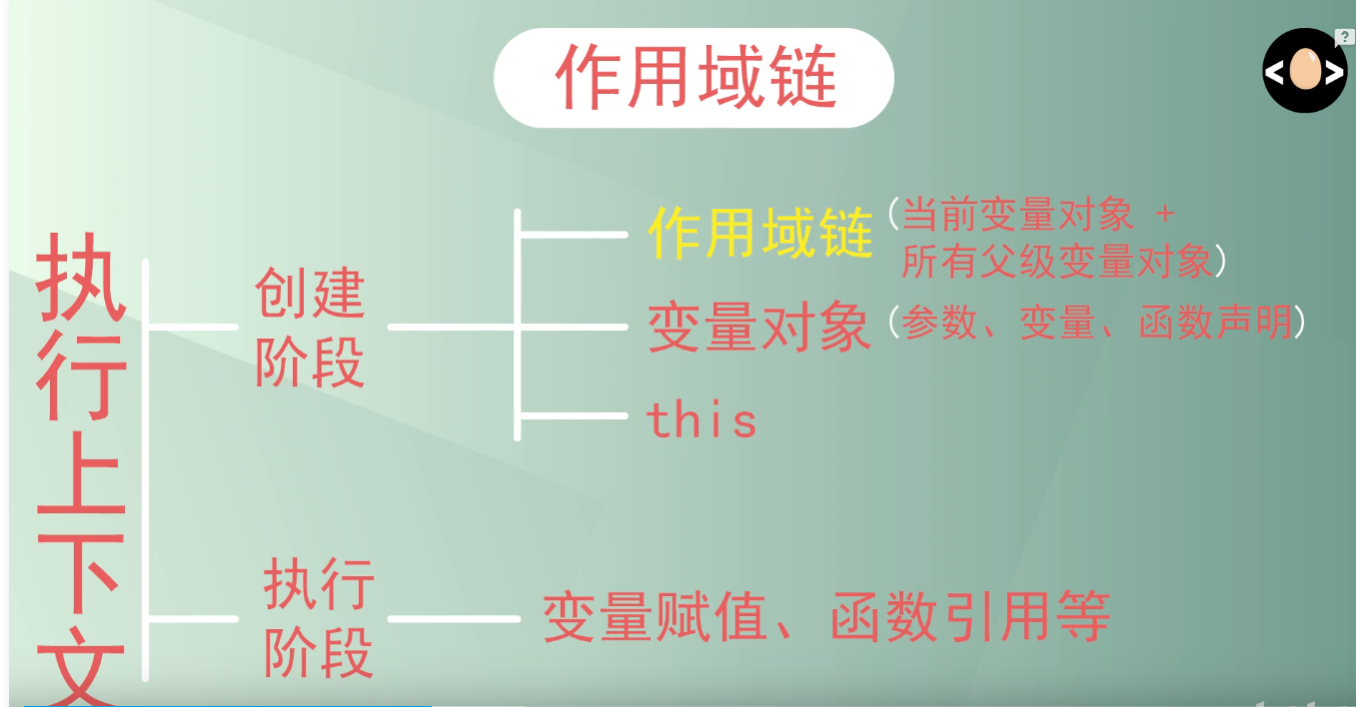 作用域链
执行上下文
创建
阶段
作用域链(当前变量对象 +
所有父级变量对象)
变量对象(参数、变量、函数声明)
this
执行
阶段
变量赋值、函数引用等
< >
?